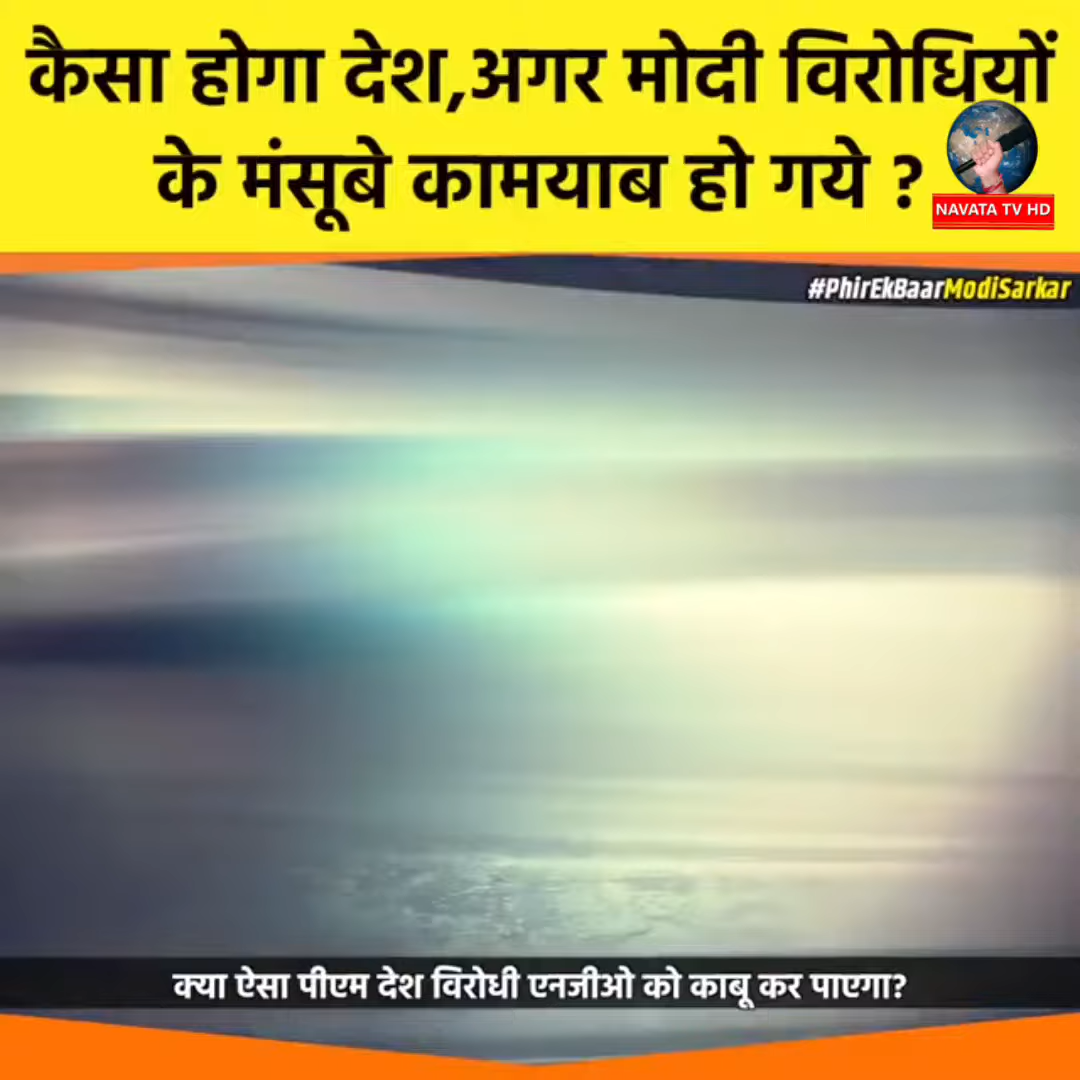 कैसा होगा देश,अगर मोदी विरोधियों
के मंसूबे कामयाब हो गये ?
NAVATA TV HD
#PhirEkBaarModiSarkar
क्या ऐसा पीएम देश विरोधी एनजीओ को काबू कर पाएगा?